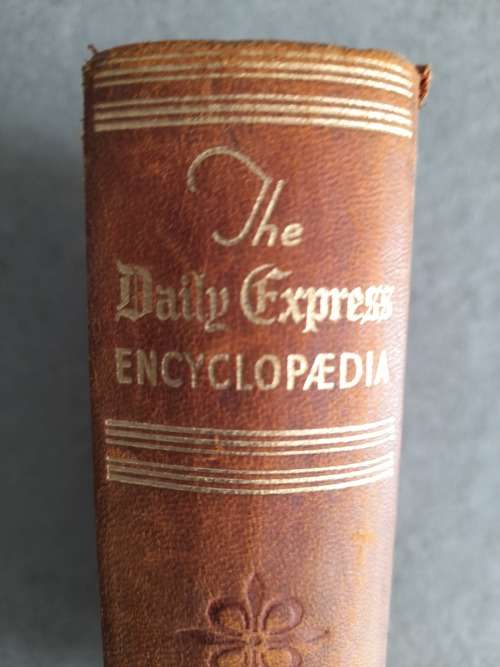 The
Daily Express
ENCYCLOPÆDIA